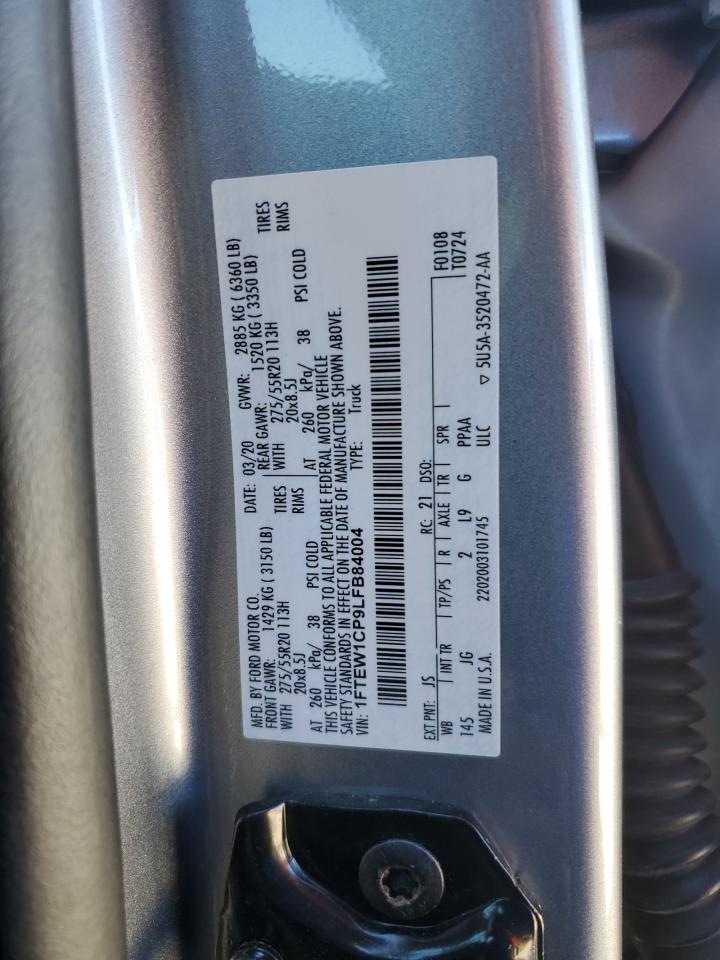 MFD. BY FORD MOTOR CO.
DATE: 03/20 GVWR: 2885 KG ( 6360 LB)
FRONT GAWR: 1429 KG ( 3150 LB) REAR GAWR: 1520 KG ( 3350 LB)
WITH 275/55R20 113H TIRES WITH 275/55R20 113H TIRES
20x8.5J RIMS 20x8.5J RIMS
AT 260 kPa/ 38 PSI COLD AT 260 kPa/ 38 PSI COLD
THIS VEHICLE CONFORMS TO ALL APPLICABLE FEDERAL MOTOR VEHICLE
SAFETY STANDARDS IN EFFECT ON THE DATE OF MANUFACTURE SHOWN ABOVE.
VIN: 1FTEW1CP9LFB84004 TYPE: Truck
EXT PNT: JS RC: 21 DSO: F0108
WB INT TR TP/PS R AXLE TR SPR T0724
145 JG 2 L9 G PPAA
MADE IN U.S.A. 2202003101745 ULC ▽ 5U5A-3520472-AA